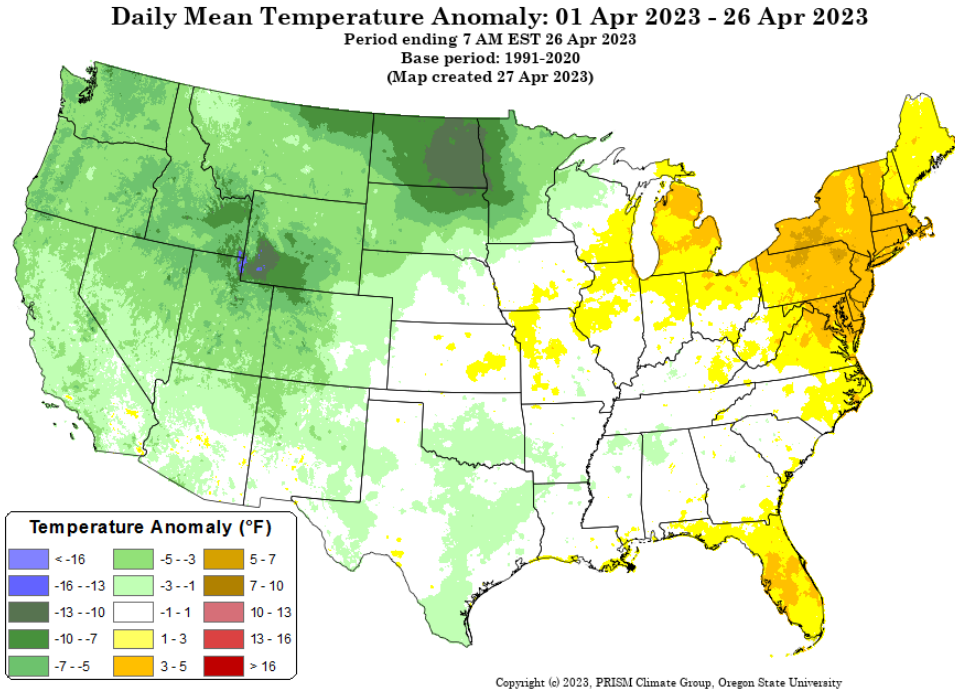 Daily Mean Temperature Anomaly: 01 Apr 2023 - 26 Apr 2023
Period ending 7 AM EST 26 Apr 2023
Base period: 1991-2020
(Map created 27 Apr 2023)
Temperature Anomaly (°F)
< -16
-16 - -13
-13 - -10
-10 - -7
-7 - -5
-5 - -3
-3 - -1
-1 - 1
1 - 3
3 - 5
5 - 7
7 - 10
10 - 13
13 - 16
> 16
Copyright (c) 2023, PRISM Climate Group, Oregon State University